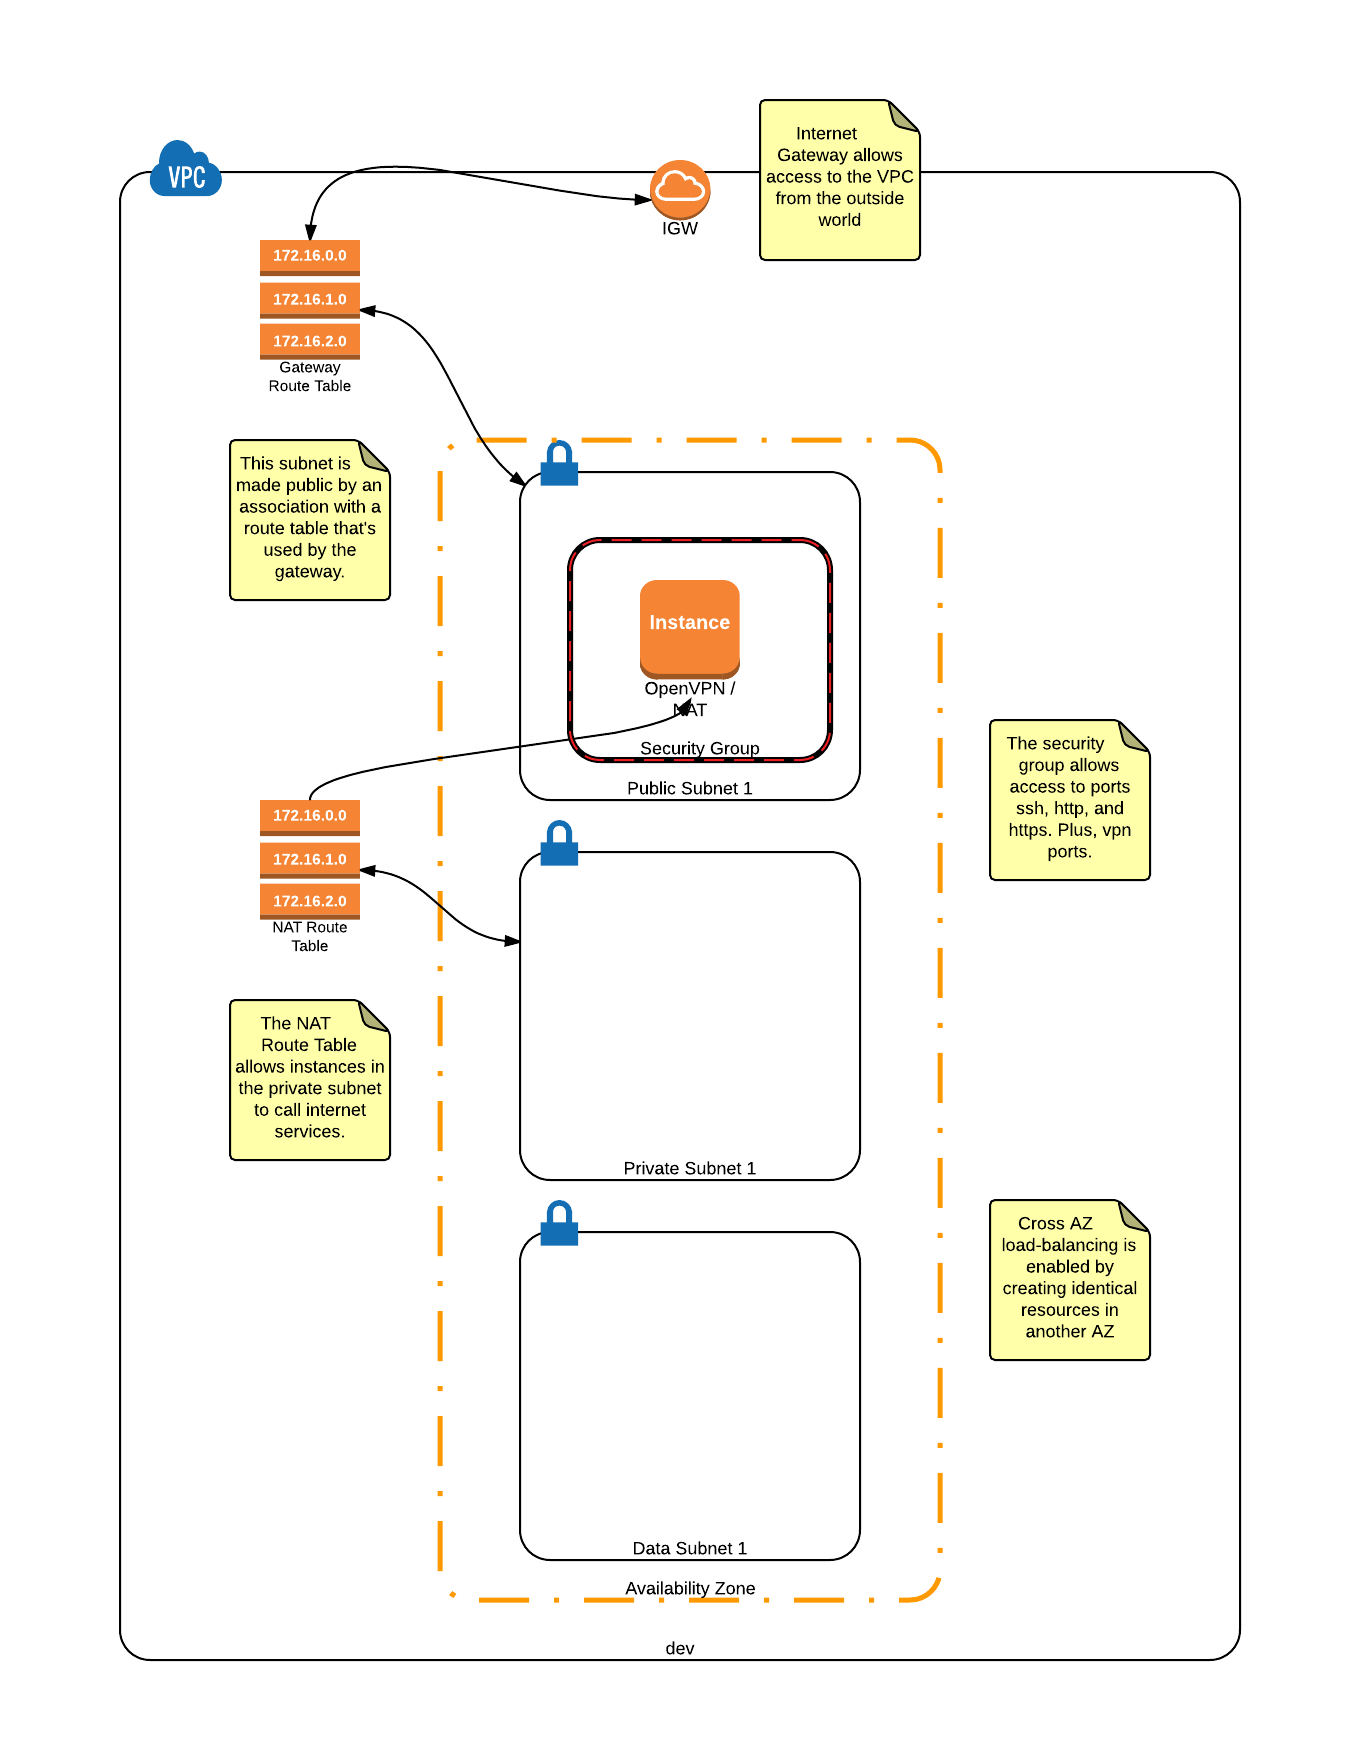 Internet
Gateway allows
access to the VPC
from the outside
world
VPC
IGW
172.16.0.0
172.16.1.0
172.16.2.0
Gateway
Route Table
This subnet is
made public by an
association with a
route table that's
used by the
gateway.
Instance
OpenVPN /
NAT
Security Group
Public Subnet 1
The security
group allows
access to ports
ssh, http, and
https. Plus, vpn
ports.
172.16.0.0
172.16.1.0
172.16.2.0
NAT Route
Table
The NAT
Route Table
allows instances in
the private subnet
to call internet
services.
Private Subnet 1
Cross AZ
load-balancing is
enabled by
creating identical
resources in
another AZ
Data Subnet 1
Availability Zone
dev